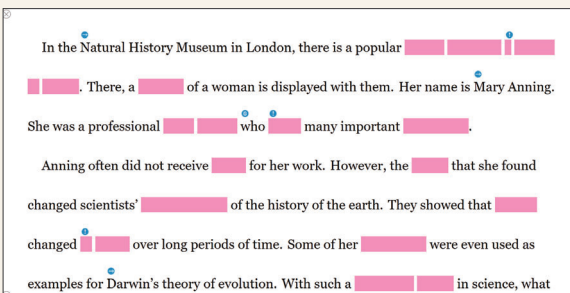 In the Natural History Museum in London, there is a popular
. There, a of a woman is displayed with them. Her name is Mary Anning.
She was a professional who many important .
Anning often did not receive for her work. However, the that she found
changed scientists' of the history of the earth. They showed that
changed over long periods of time. Some of her were even used as
examples for Darwin's theory of evolution. With such a in science, what